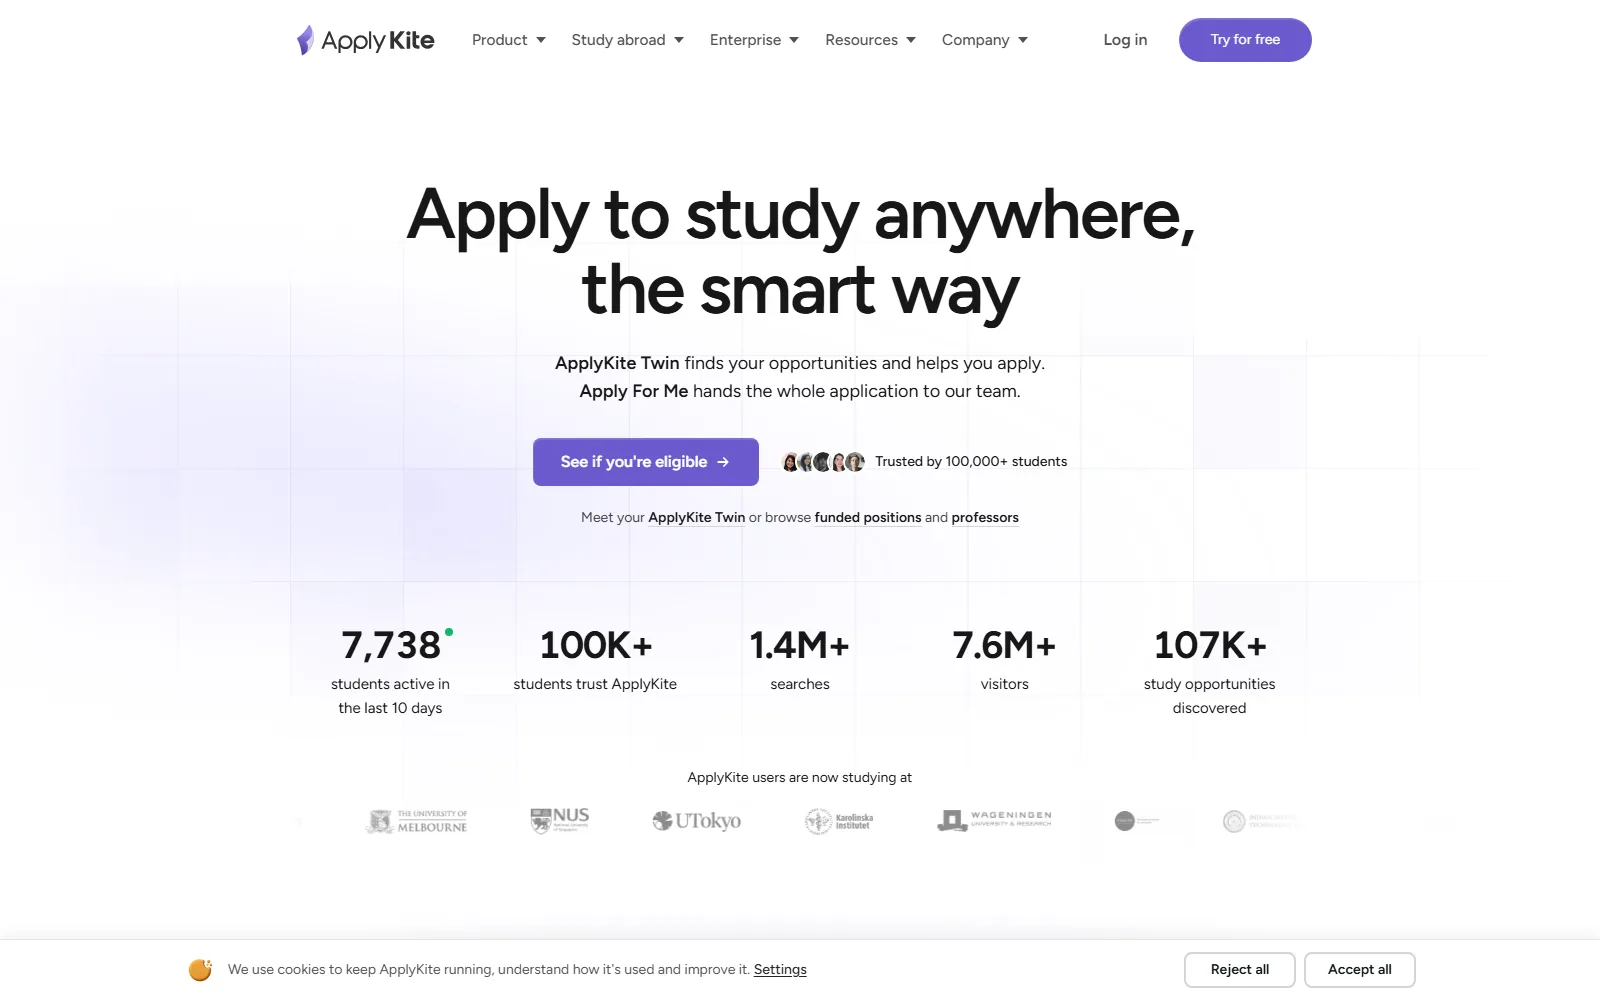 Apply Kite
Product
Study abroad
Enterprise
Resources
Company
Log in
Try for free
Apply to study anywhere,
the smart way
ApplyKite Twin finds your opportunities and helps you apply.
Apply For Me hands the whole application to our team.
See if you're eligible →
Trusted by 100,000+ students
Meet your ApplyKite Twin or browse funded positions and professors
7,738
students active in
the last 10 days
100K+
students trust ApplyKite
1.4M+
searches
7.6M+
visitors
107K+
study opportunities
discovered
ApplyKite users are now studying at
THE UNIVERSITY OF
MELBOURNE
NUS
National University
of Singapore
UTokyo
Karolinska
Institutet
WAGENINGEN
UNIVERSITY & RESEARCH
We use cookies to keep ApplyKite running, understand how it's used and improve it. Settings
Reject all
Accept all